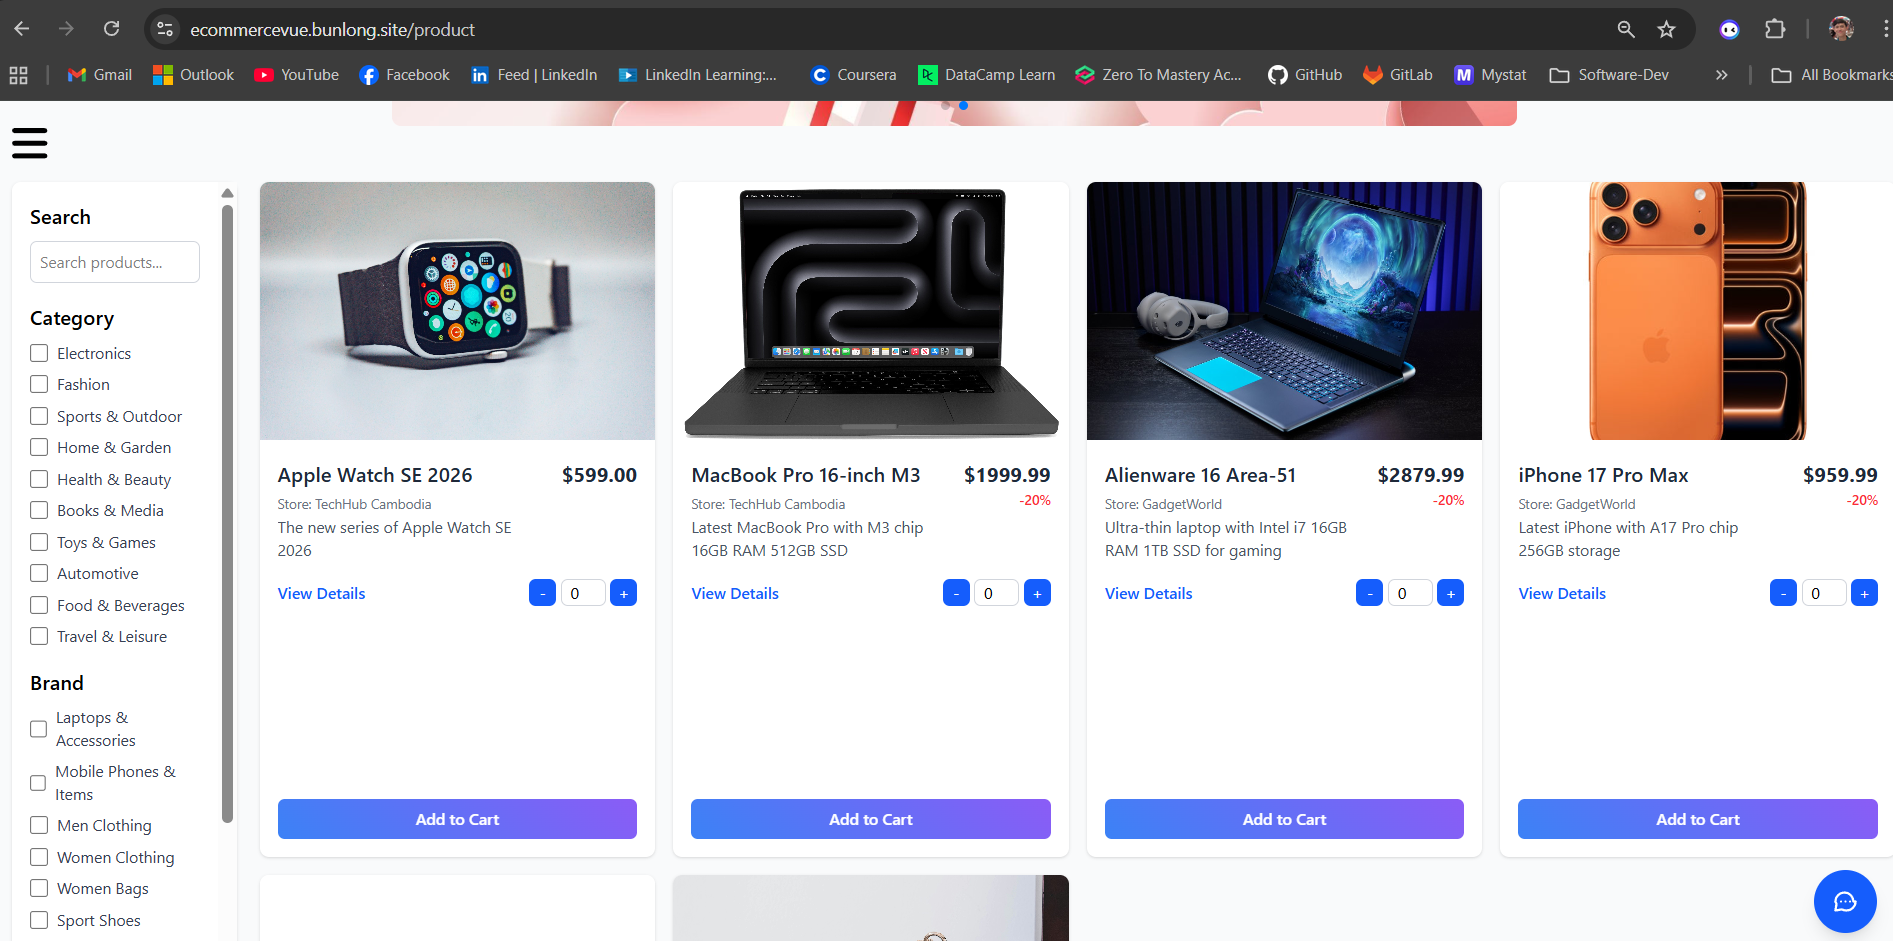 ecommercevue.bunlong.site/product
Gmail
Outlook
YouTube
Facebook
Feed | LinkedIn
LinkedIn Learning:...
Coursera
DataCamp Learn
Zero To Mastery Ac...
GitHub
GitLab
Mystat
Software-Dev
All Bookmarks
Search
Search products...
Category
Electronics
Fashion
Sports & Outdoor
Home & Garden
Health & Beauty
Books & Media
Toys & Games
Automotive
Food & Beverages
Travel & Leisure
Brand
Laptops &
Accessories
Mobile Phones &
Items
Men Clothing
Women Clothing
Women Bags
Sport Shoes
Apple Watch SE 2026 $599.00
Store: TechHub Cambodia
The new series of Apple Watch SE
2026
View Details - 0 +
Add to Cart
MacBook Pro 16-inch M3 $1999.99
Store: TechHub Cambodia -20%
Latest MacBook Pro with M3 chip
16GB RAM 512GB SSD
View Details - 0 +
Add to Cart
Alienware 16 Area-51 $2879.99
Store: GadgetWorld -20%
Ultra-thin laptop with Intel i7 16GB
RAM 1TB SSD for gaming
View Details - 0 +
Add to Cart
iPhone 17 Pro Max $959.99
Store: GadgetWorld -20%
Latest iPhone with A17 Pro chip
256GB storage
View Details - 0 +
Add to Cart